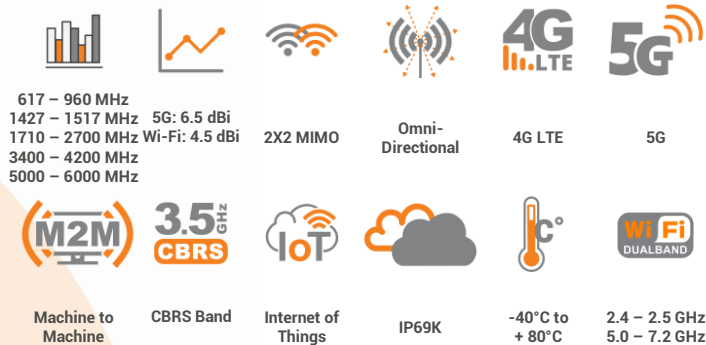 4G
LTE
5G
617 – 960 MHz
1427 – 1517 MHz
1710 – 2700 MHz
3400 – 4200 MHz
5000 – 6000 MHz
5G: 6.5 dBi
Wi-Fi: 4.5 dBi
2X2 MIMO
Omni-
Directional
4G LTE
5G
M2M
3.5 GHz
CBRS
IoT
C°
Wi Fi
DUALBAND
Machine to
Machine
CBRS Band
Internet of
Things
IP69K
-40°C to
+ 80°C
2.4 – 2.5 GHz
5.0 – 7.2 GHz